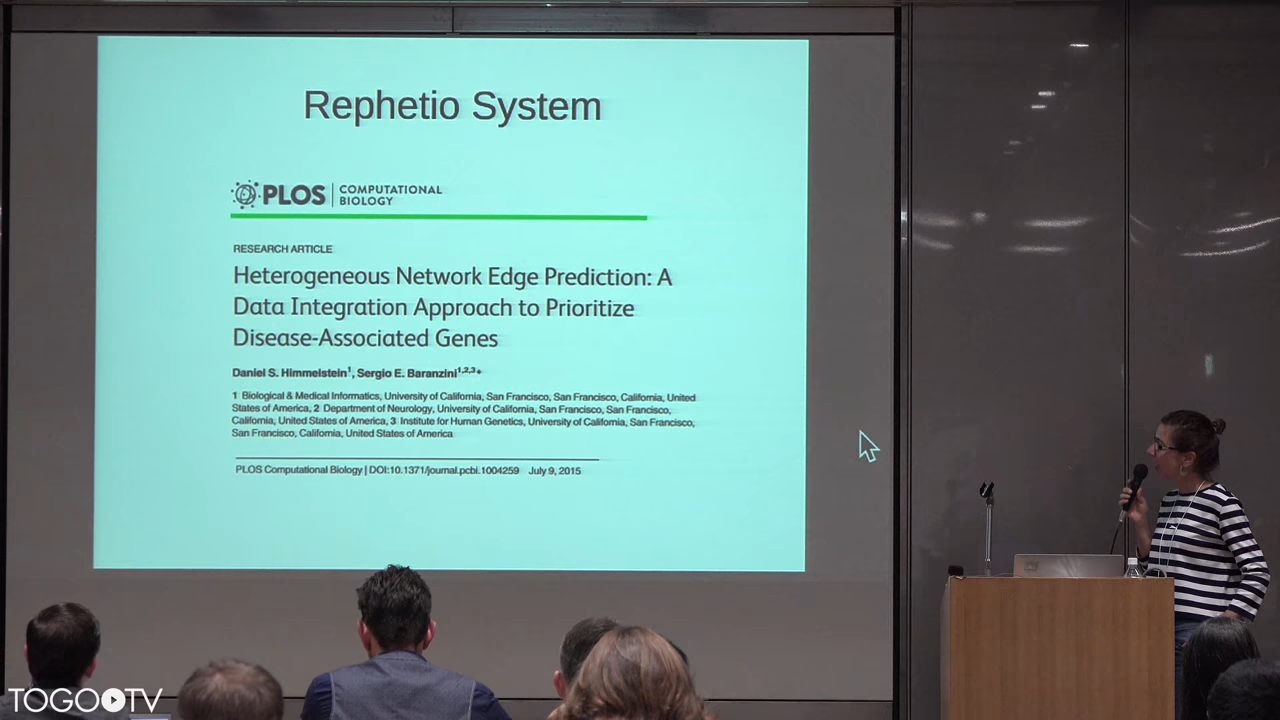 Rephetio System
PLOS COMPUTATIONAL
BIOLOGY
RESEARCH ARTICLE
Heterogeneous Network Edge Prediction: A
Data Integration Approach to Prioritize
Disease-Associated Genes
Daniel S. Himmelstein1, Sergio E. Baranzini1,2,3*
1 Biological & Medical Informatics, University of California, San Francisco, San Francisco, California, United
States of America, 2 Department of Neurology, University of California, San Francisco, San Francisco,
California, United States of America, 3 Institute for Human Genetics, University of California, San Francisco,
San Francisco, California, United States of America
PLOS Computational Biology | DOI:10.1371/journal.pcbi.1004259 July 9, 2015
TOGO TV